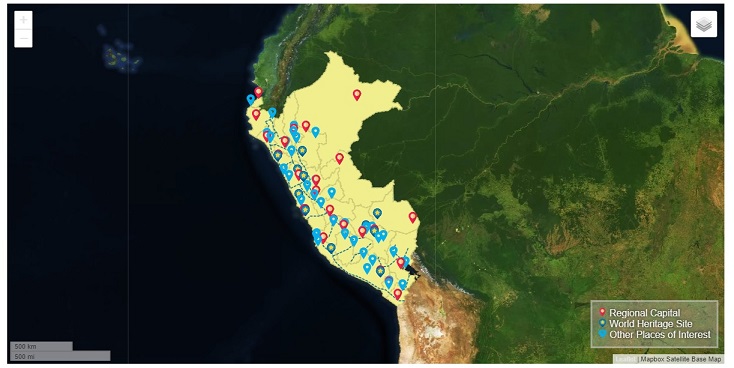 +
−
Regional Capital
World Heritage Site
Other Places of Interest
500 km
500 mi
Leaflet | Mapbox Satellite Base Map